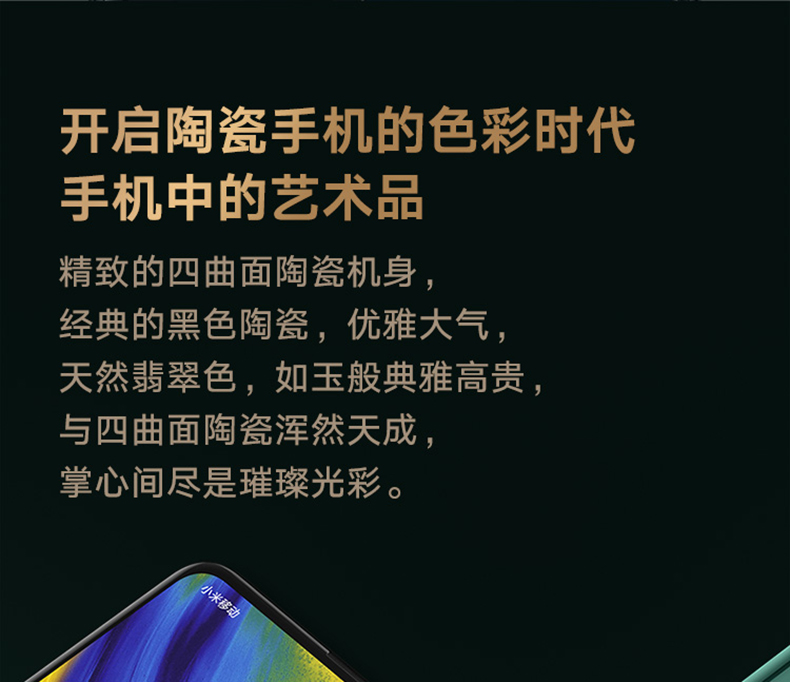 开启陶瓷手机的色彩时代
手机中的艺术品
精致的四曲面陶瓷机身，
经典的黑色陶瓷，优雅大气，
天然翡翠色，如玉般典雅高贵，
与四曲面陶瓷浑然天成，
掌心间尽是璀璨光彩。
小米移动